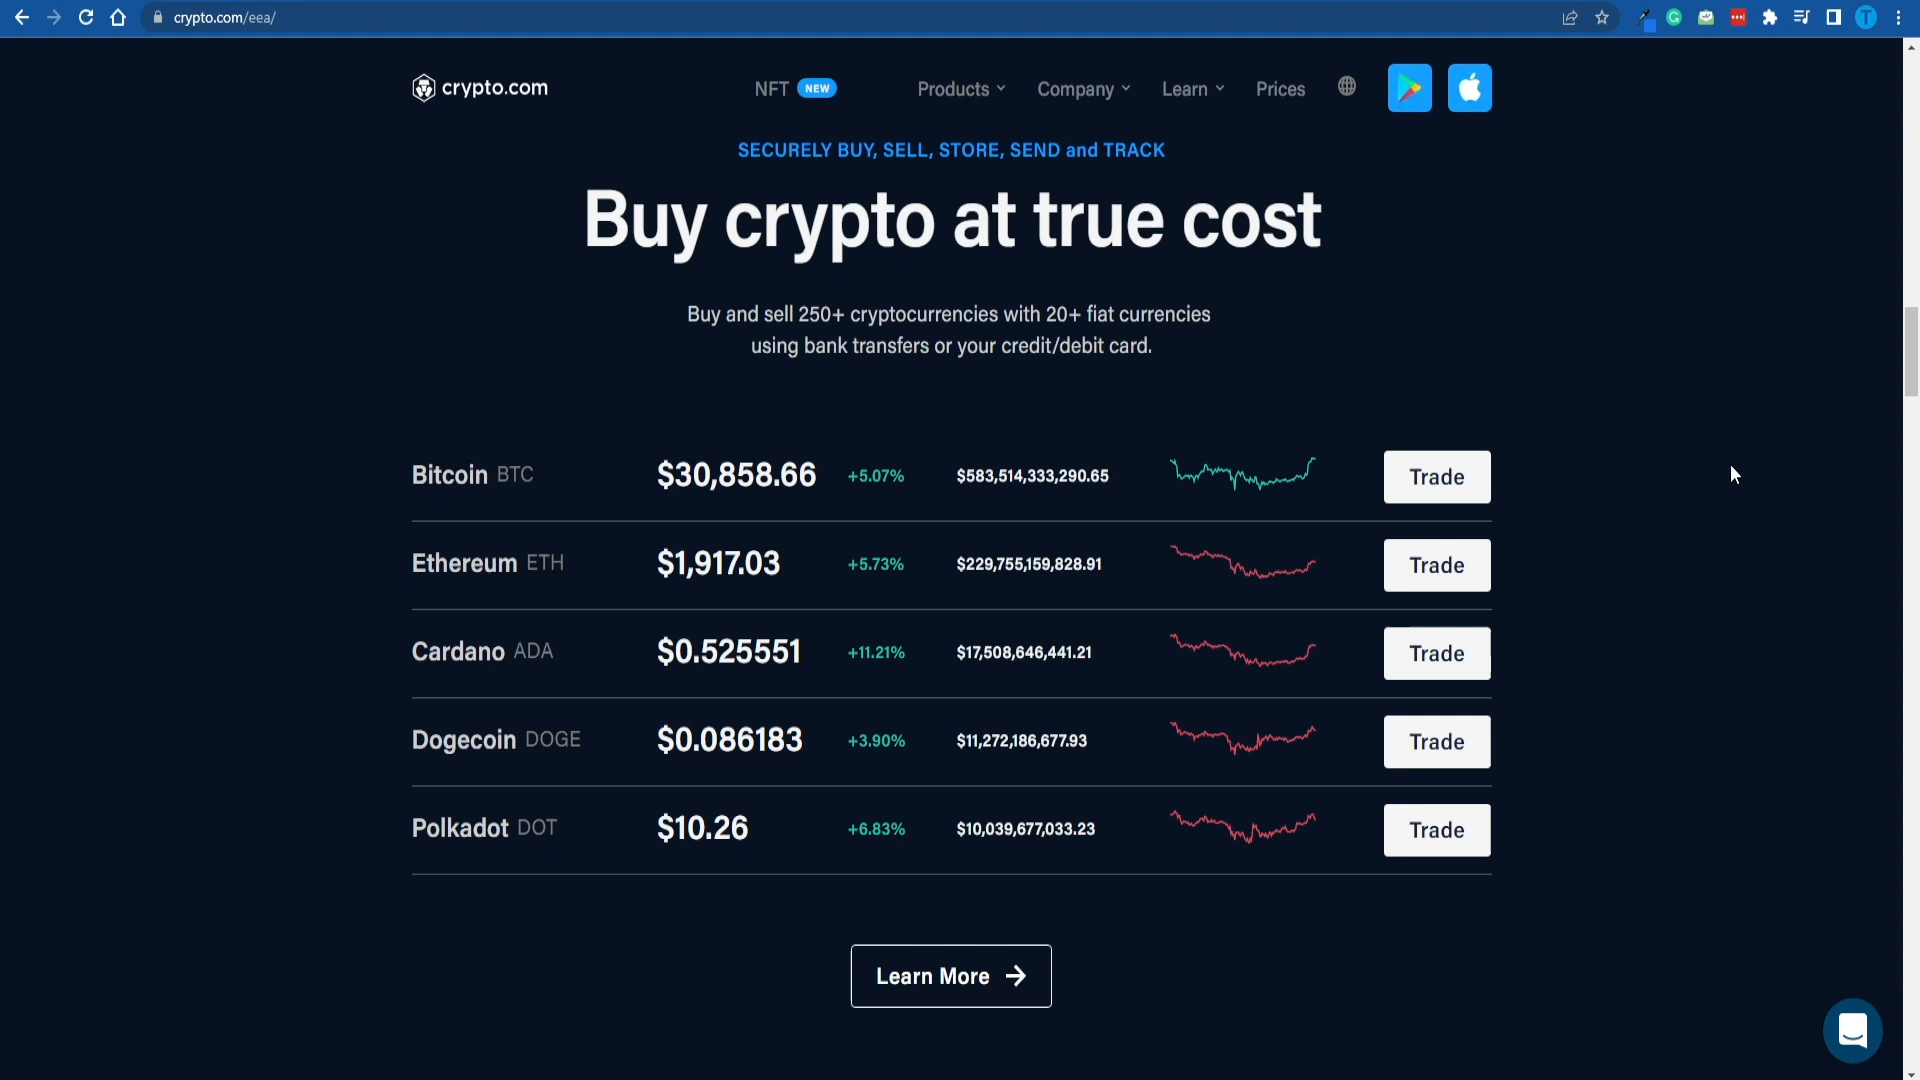 crypto.com/eea/
T
crypto.com
NFT NEW
Products
Company
Learn
Prices
SECURELY BUY, SELL, STORE, SEND and TRACK
Buy crypto at true cost
Buy and sell 250+ cryptocurrencies with 20+ fiat currencies
using bank transfers or your credit/debit card.
Bitcoin BTC $30,858.66 +5.07% $583,514,333,290.65 Trade
Ethereum ETH $1,917.03 +5.73% $229,755,159,828.91 Trade
Cardano ADA $0.525551 +11.21% $17,508,646,441.21 Trade
Dogecoin DOGE $0.086183 +3.90% $11,272,186,677.93 Trade
Polkadot DOT $10.26 +6.83% $10,039,677,033.23 Trade
Learn More →